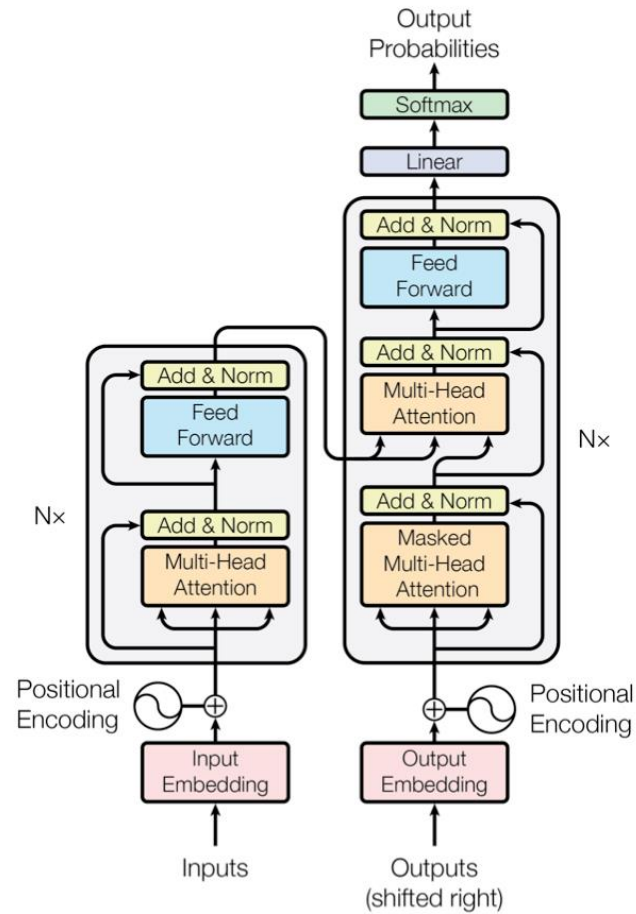 Output
Probabilities
Softmax
Linear
Add & Norm
Feed
Forward
Add & Norm
Multi-Head
Attention
Add & Norm
Masked
Multi-Head
Attention
Nx
Add & Norm
Feed
Forward
Add & Norm
Multi-Head
Attention
Nx
Positional
Encoding
Positional
Encoding
Input
Embedding
Output
Embedding
Inputs
Outputs
(shifted right)